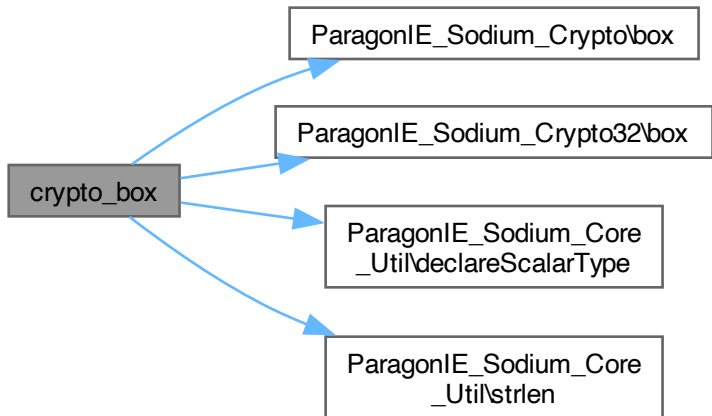 ParagonIE_Sodium_Crypto\box
ParagonIE_Sodium_Crypto32\box
crypto_box
ParagonIE_Sodium_Core
_Util\declareScalarType
ParagonIE_Sodium_Core
_Util\strlen